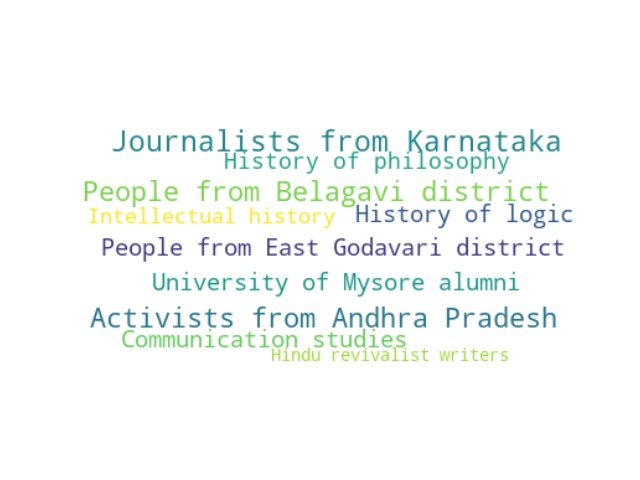 Journalists from Karnataka
History of philosophy
People from Belagavi district
Intellectual history
History of logic
People from East Godavari district
University of Mysore alumni
Activists from Andhra Pradesh
Communication studies
Hindu revivalist writers